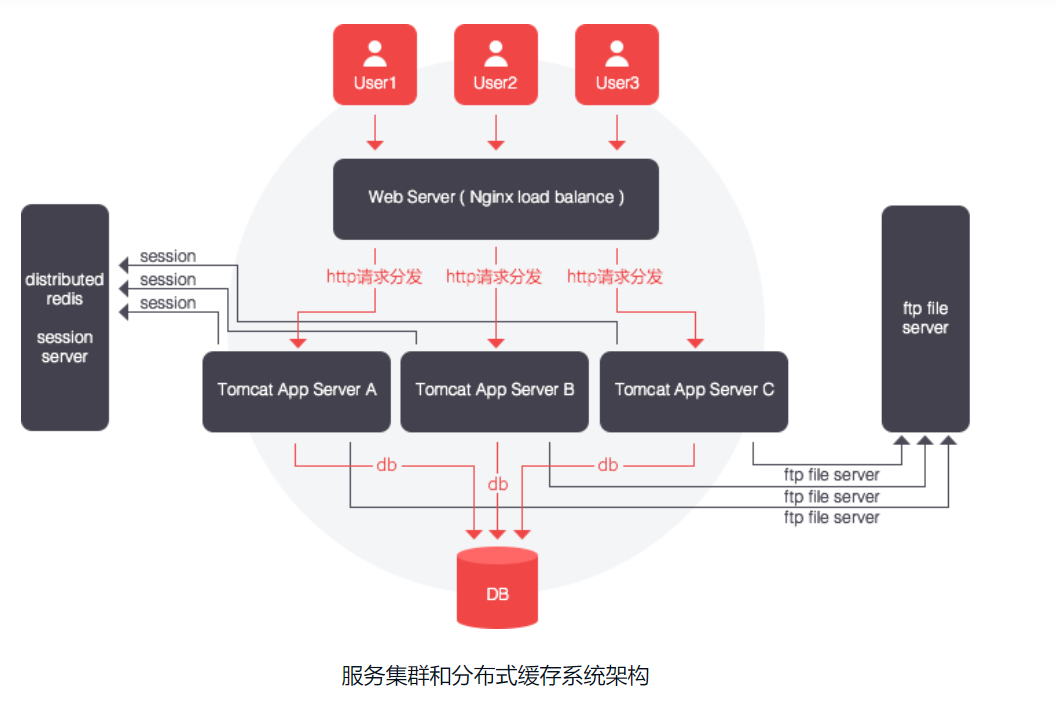 User1
User2
User3
Web Server ( Nginx load balance )
session
session
session
http请求分发
http请求分发
http请求分发
distributed
redis
session
server
ftp file
server
Tomcat App Server A
Tomcat App Server B
Tomcat App Server C
db
db
db
ftp file server
ftp file server
ftp file server
DB
服务集群和分布式缓存系统架构